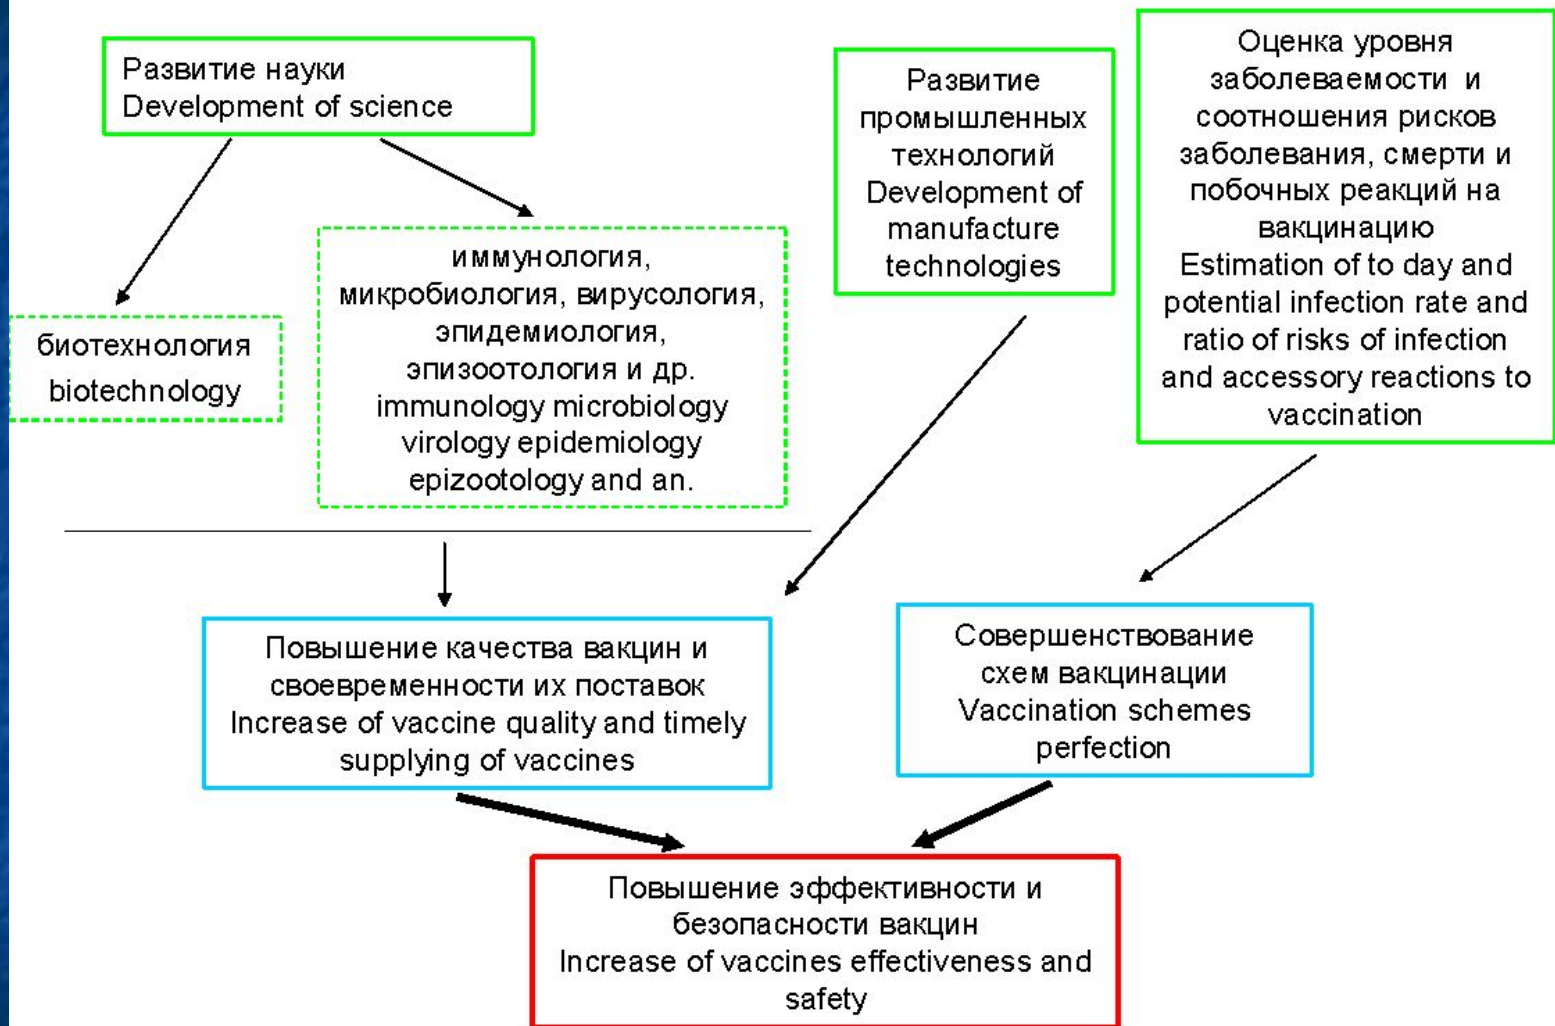 Развитие науки
Development of science
Развитие
промышленных
технологий
Development of
manufacture
technologies
Оценка уровня
заболеваемости и
соотношения рисков
заболевания, смерти и
побочных реакций на
вакцинацию
Estimation of to day and
potential infection rate and
ratio of risks of infection
and accessory reactions to
vaccination
биотехнология
biotechnology
иммунология,
микробиология, вирусология,
эпидемиология,
эпизоотология и др.
immunology microbiology
virology epidemiology
epizootology and an.
Повышение качества вакцин и
своевременности их поставок
Increase of vaccine quality and timely
supplying of vaccines
Совершенствование
схем вакцинации
Vaccination schemes
perfection
Повышение эффективности и
безопасности вакцин
Increase of vaccines effectiveness and
safety